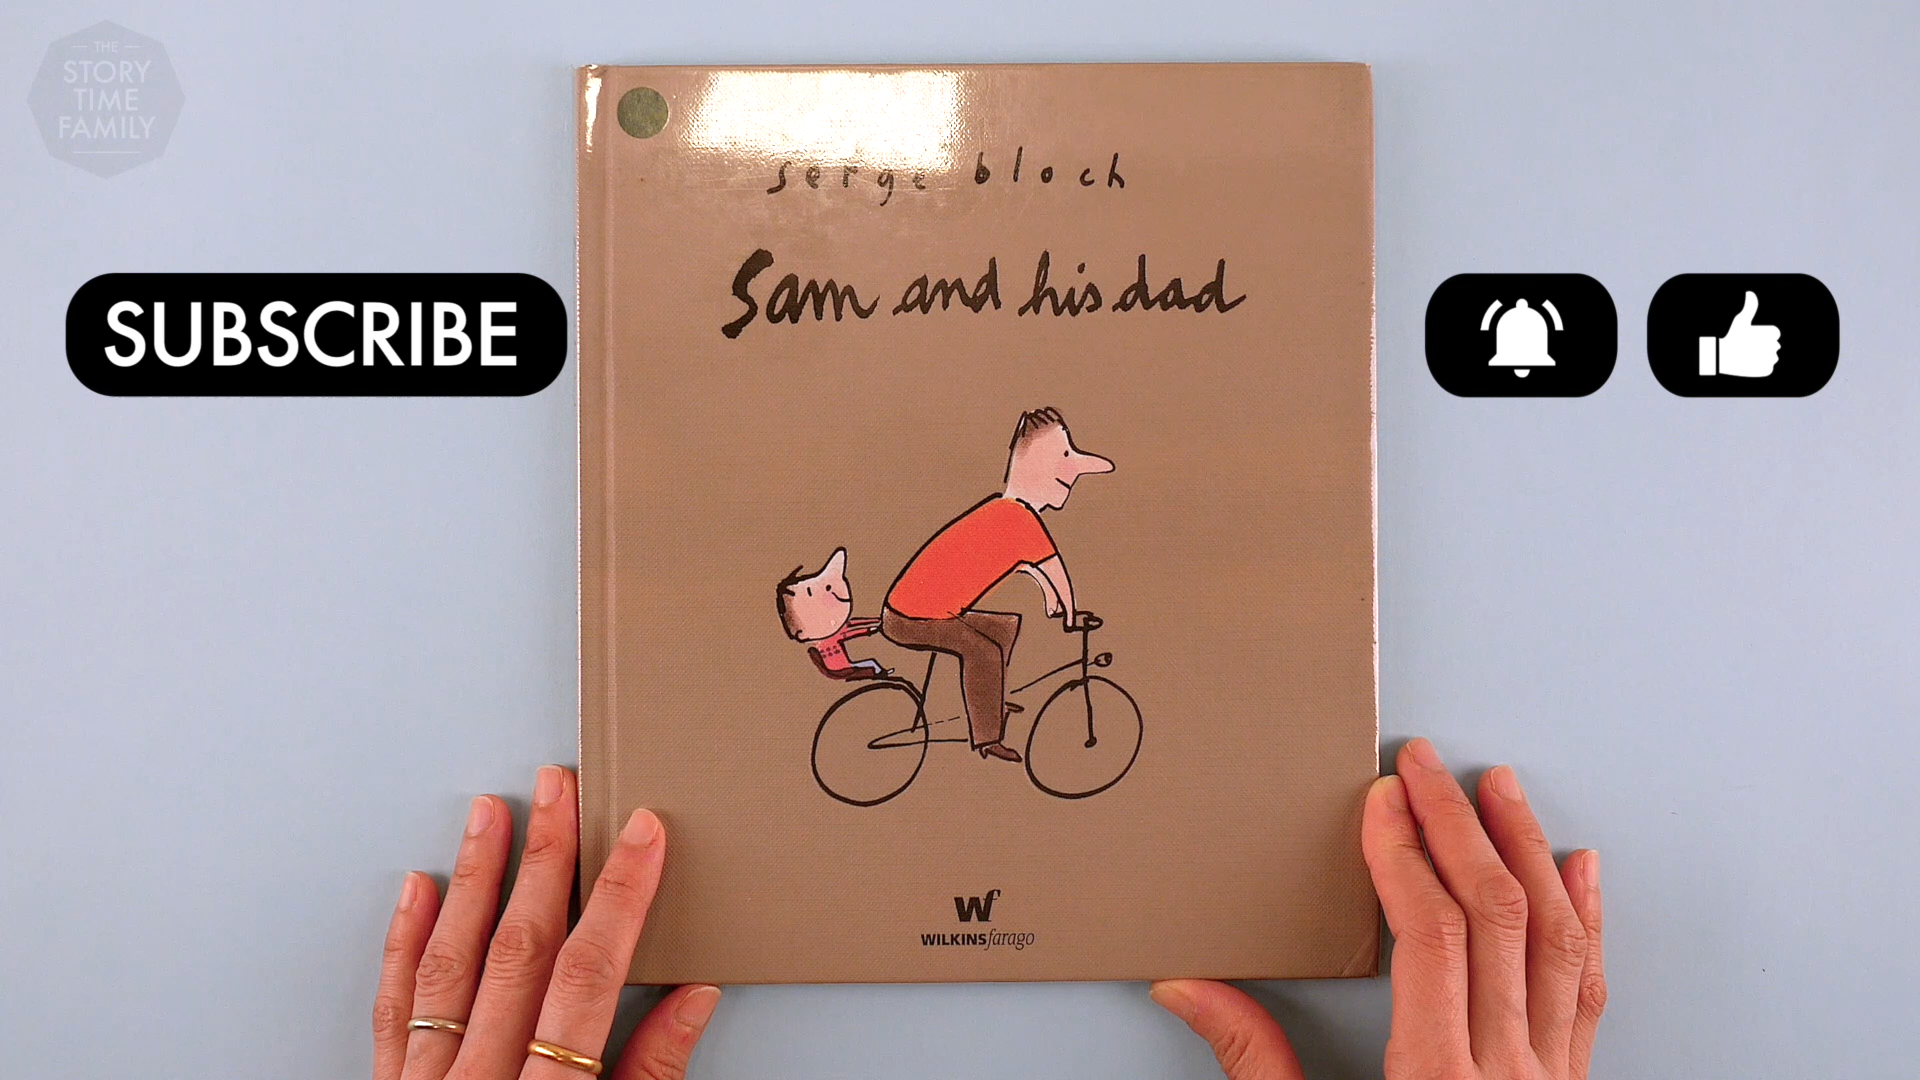 THE
STORY
TIME
FAMILY
serge bloch
Sam and his dad
SUBSCRIBE
wf
WILKINSfarago